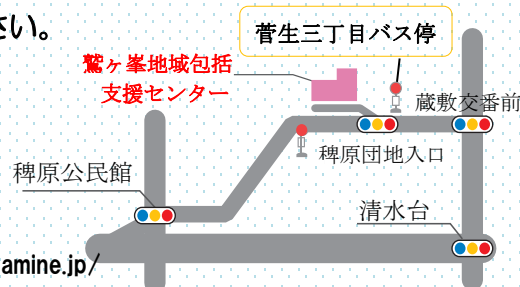 さい。
菅生三丁目バス停
鷲ヶ峯地域包括
支援センター
蔵敷交番前
稗原団地入口
稗原公民館
清水台
amine.jp/